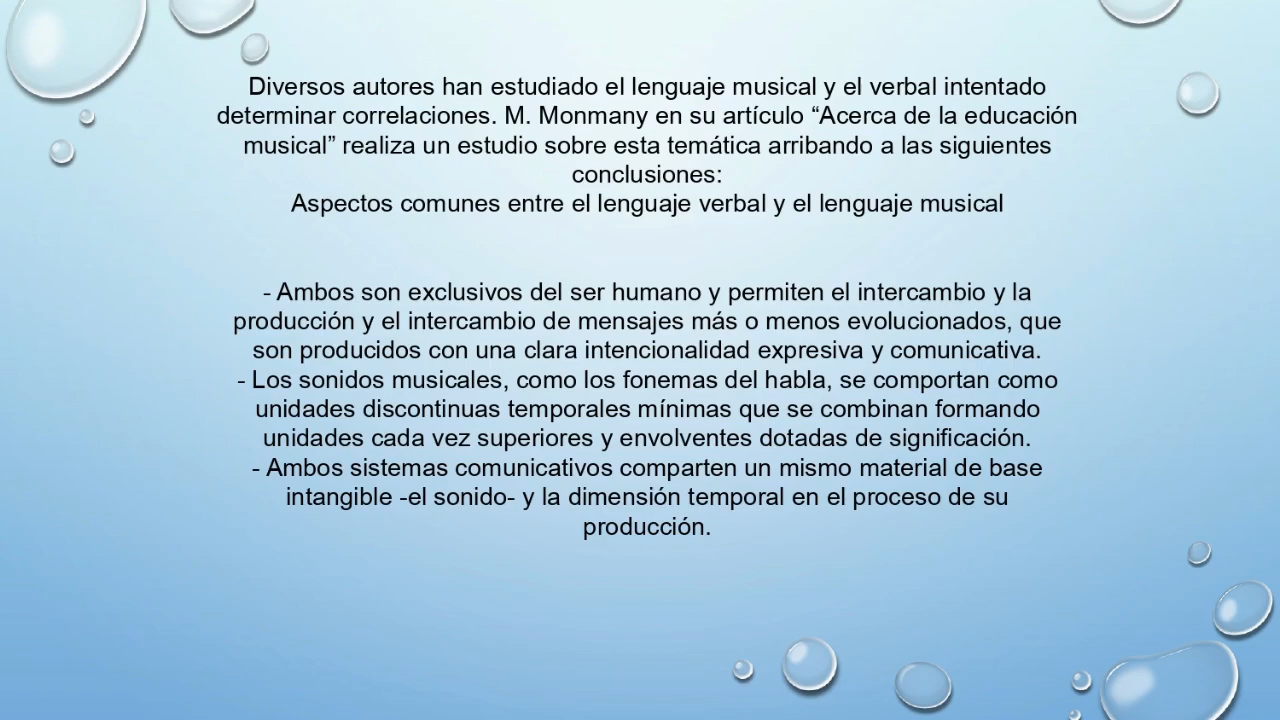 Diversos autores han estudiado el lenguaje musical y el verbal intentado
determinar correlaciones. M. Monmany en su artículo “Acerca de la educación
musical” realiza un estudio sobre esta temática arribando a las siguientes
conclusiones:
Aspectos comunes entre el lenguaje verbal y el lenguaje musical
- Ambos son exclusivos del ser humano y permiten el intercambio y la
producción y el intercambio de mensajes más o menos evolucionados, que
son producidos con una clara intencionalidad expresiva y comunicativa.
- Los sonidos musicales, como los fonemas del habla, se comportan como
unidades discontinuas temporales mínimas que se combinan formando
unidades cada vez superiores y envolventes dotadas de significación.
- Ambos sistemas comunicativos comparten un mismo material de base
intangible -el sonido- y la dimensión temporal en el proceso de su
producción.